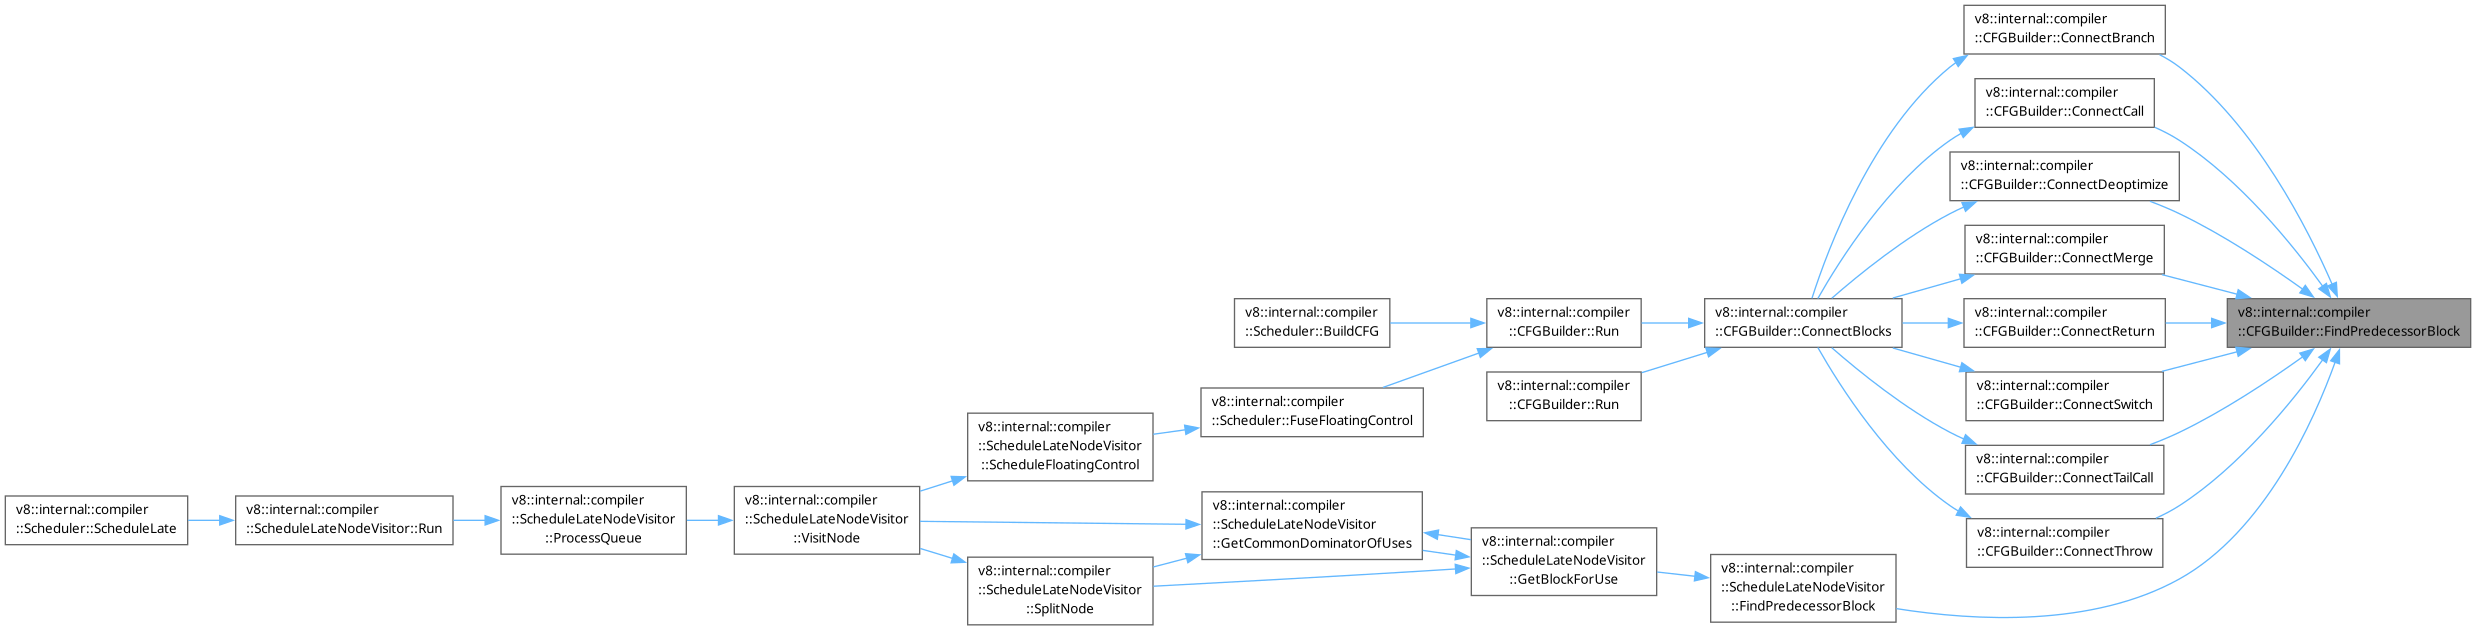 v8::internal::compiler
::CFGBuilder::ConnectBranch
v8::internal::compiler
::CFGBuilder::ConnectCall
v8::internal::compiler
::CFGBuilder::ConnectDeoptimize
v8::internal::compiler
::CFGBuilder::ConnectMerge
v8::internal::compiler
::Scheduler::BuildCFG
v8::internal::compiler
::CFGBuilder::Run
v8::internal::compiler
::CFGBuilder::ConnectBlocks
v8::internal::compiler
::CFGBuilder::ConnectReturn
v8::internal::compiler
::CFGBuilder::FindPredecessorBlock
v8::internal::compiler
::CFGBuilder::Run
v8::internal::compiler
::CFGBuilder::ConnectSwitch
v8::internal::compiler
::Scheduler::FuseFloatingControl
v8::internal::compiler
::ScheduleLateNodeVisitor
::ScheduleFloatingControl
v8::internal::compiler
::CFGBuilder::ConnectTailCall
v8::internal::compiler
::Scheduler::ScheduleLate
v8::internal::compiler
::ScheduleLateNodeVisitor::Run
v8::internal::compiler
::ScheduleLateNodeVisitor
::ProcessQueue
v8::internal::compiler
::ScheduleLateNodeVisitor
::VisitNode
v8::internal::compiler
::ScheduleLateNodeVisitor
::GetCommonDominatorOfUses
v8::internal::compiler
::CFGBuilder::ConnectThrow
v8::internal::compiler
::ScheduleLateNodeVisitor
::GetBlockForUse
v8::internal::compiler
::ScheduleLateNodeVisitor
::SplitNode
v8::internal::compiler
::ScheduleLateNodeVisitor
::FindPredecessorBlock